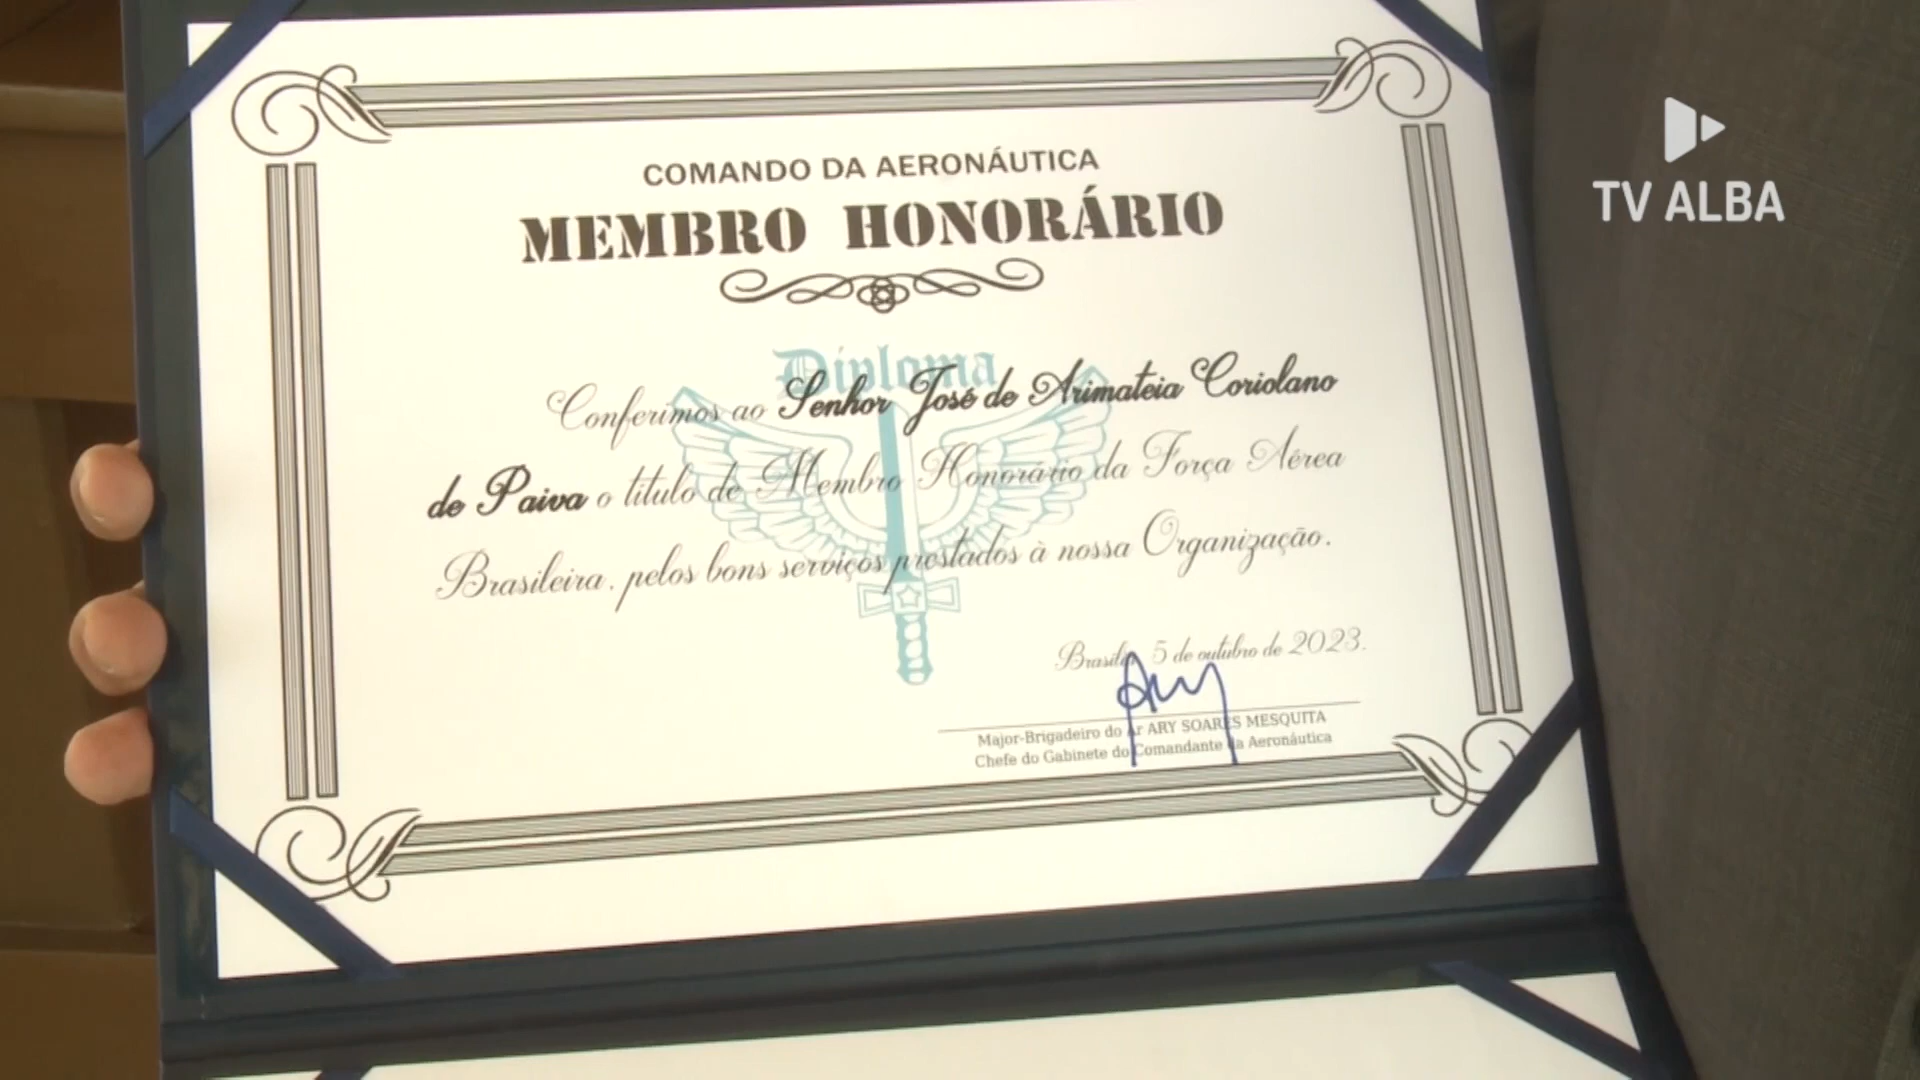 COMANDO DA AERONÁUTICA
MEMBRO HONORÁRIO
Diploma
Conferimos ao Senhor José de Arimateia Coriolano
de Paiva o título de Membro Honorário da Força Aérea
Brasileira, pelos bons serviços prestados à nossa Organização.
Brasília, 5 de outubro de 2023.
Major-Brigadeiro do Ar ARY SOARES MESQUITA
Chefe do Gabinete do Comandante da Aeronáutica
TV ALBA